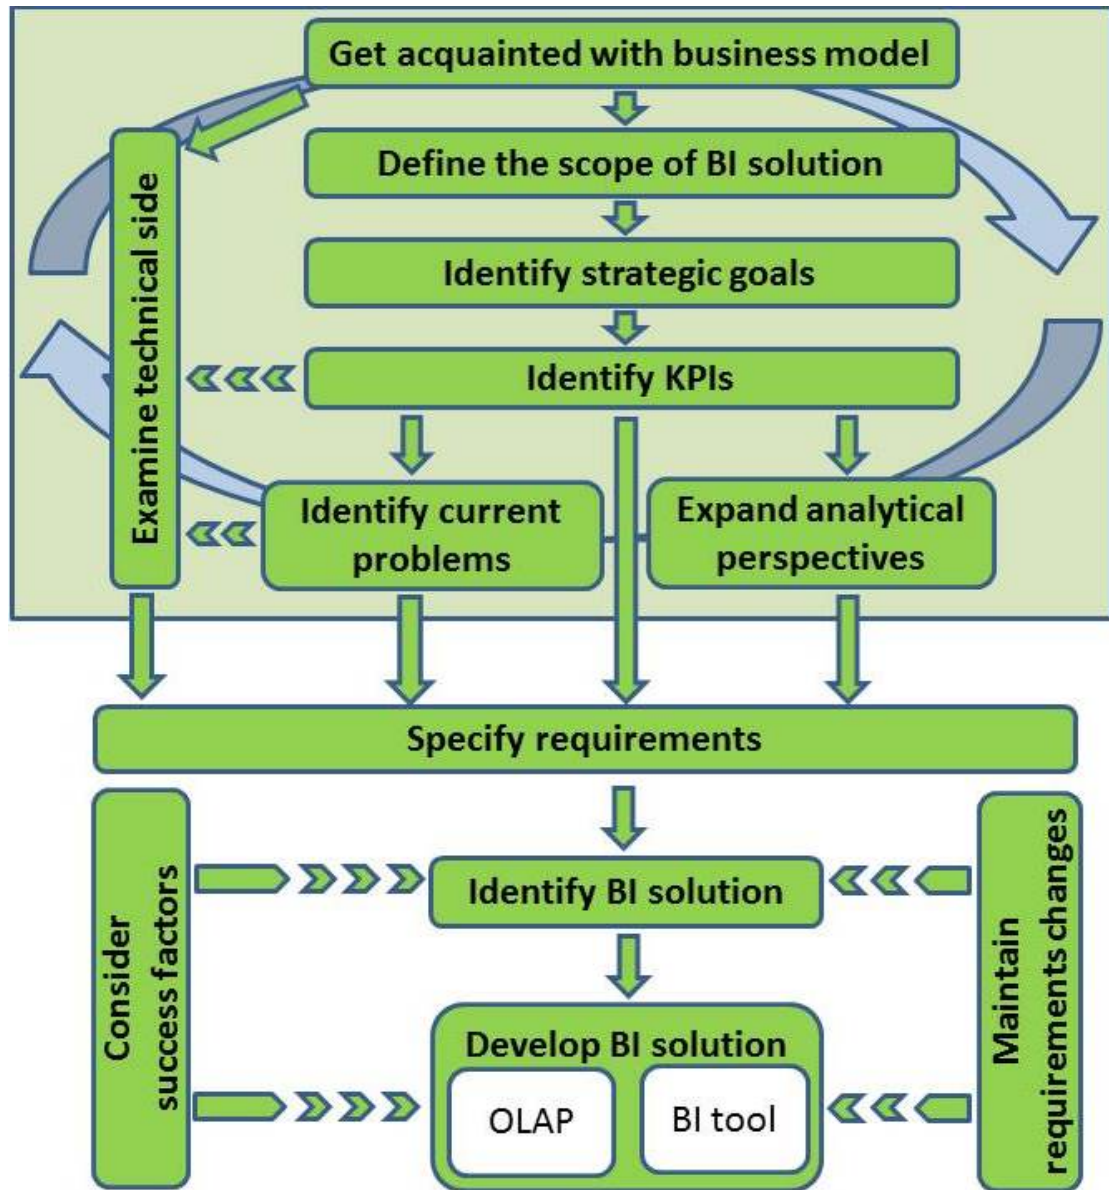 Get acquainted with business model
Define the scope of BI solution
Examine technical side
Identify strategic goals
Identify KPIs
Identify current
problems
Expand analytical
perspectives
Specify requirements
Consider
success factors
Identify BI solution
Maintain
requirements changes
Develop BI solution
OLAP
BI tool